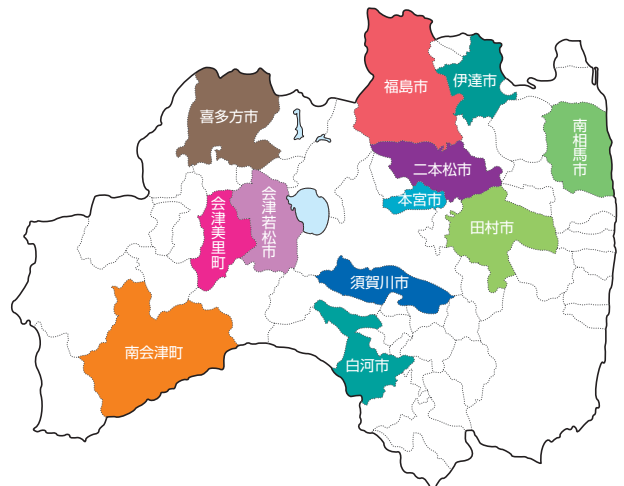 福島市
伊達市
喜多方市
南相馬市
二本松市
本宮市
会津若松市
会津美里町
田村市
須賀川市
南会津町
白河市